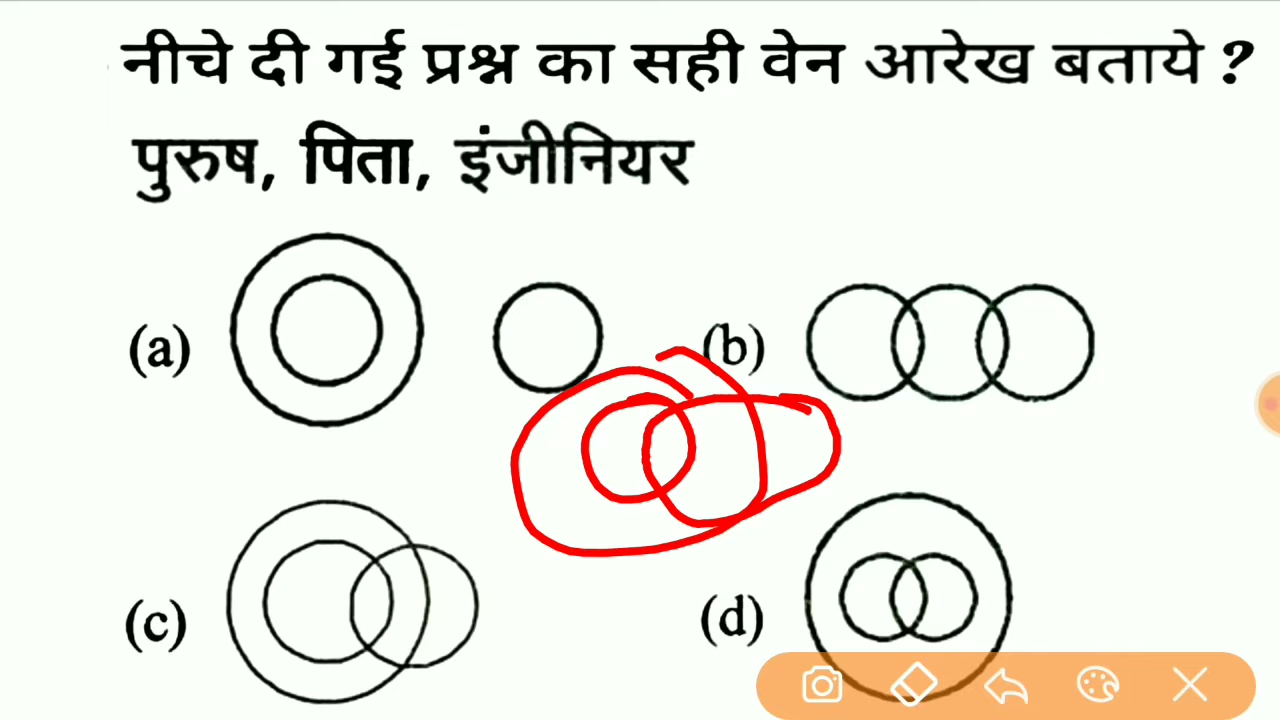 नीचे दी गई प्रश्न का सही वेन आरेख बताये ?
पुरुष, पिता, इंजीनियर
(a)
(b)
(c)
(d)